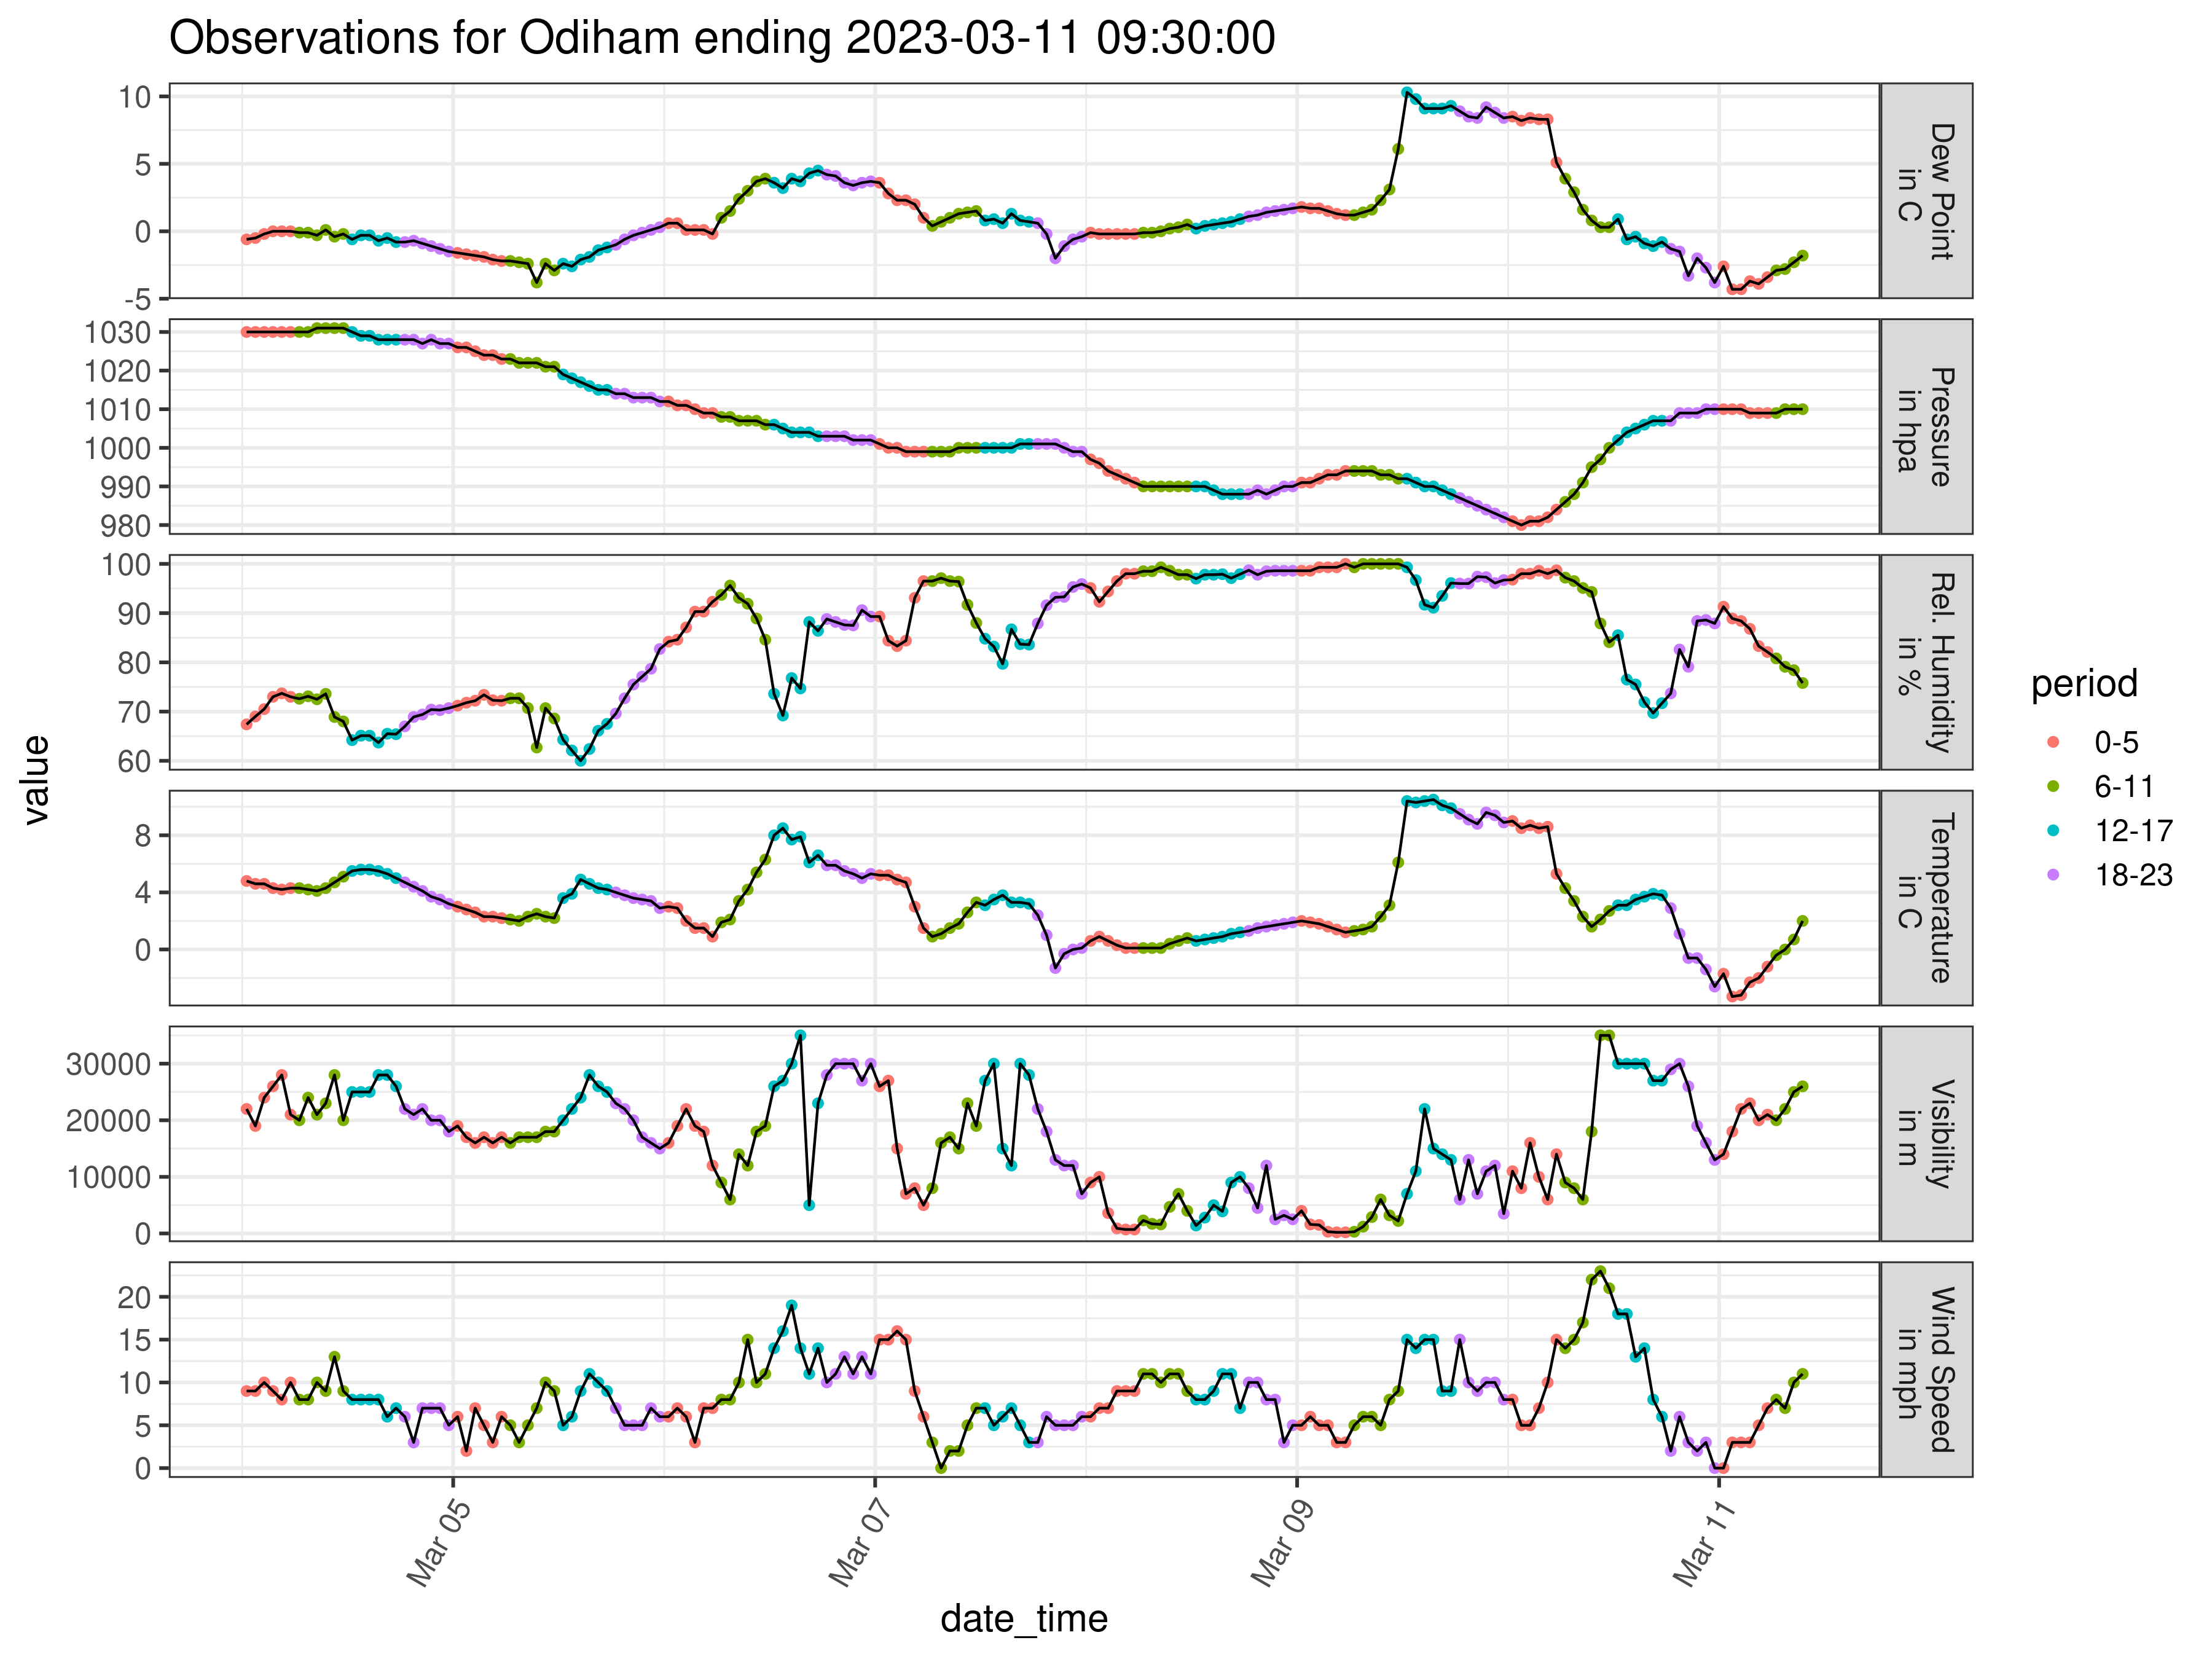 Observations for Odiham ending 2023-03-11 09:30:00
10
5
0
-5
Dew Point
in C
1030
1020
1010
1000
990
980
Pressure
in hpa
100
90
80
70
60
Rel. Humidity
in %
8
4
0
Temperature
in C
30000
20000
10000
0
Visibility
in m
20
15
10
5
0
Wind Speed
in mph
value
Mar 05
Mar 07
Mar 09
Mar 11
date_time
period
0-5
6-11
12-17
18-23